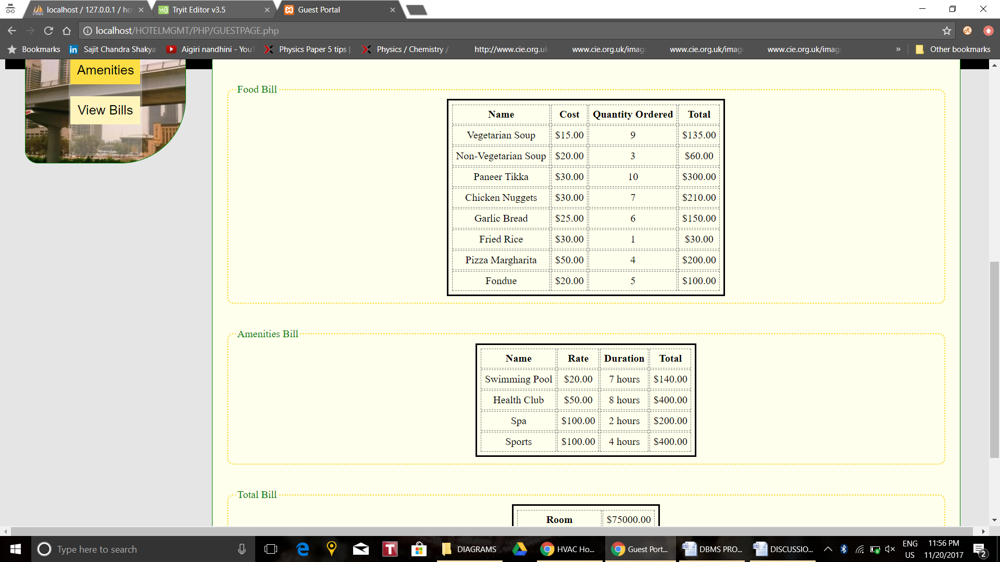 localhost / 127.0.0.1 / ho
Tryit Editor v3.5
Guest Portal
localhost/HOTELMGMT/PHP/GUESTPAGE.php
Bookmarks
Sajit Chandra Shakya
Aigiri nandhini - YouT
Physics Paper 5 tips |
Physics / Chemistry /
http://www.cie.org.uk
www.cie.org.uk/imag
www.cie.org.uk/imag
www.cie.org.uk/imag
» Other bookmarks
Amenities
View Bills
Food Bill
Name Cost Quantity Ordered Total
Vegetarian Soup $15.00 9 $135.00
Non-Vegetarian Soup $20.00 3 $60.00
Paneer Tikka $30.00 10 $300.00
Chicken Nuggets $30.00 7 $210.00
Garlic Bread $25.00 6 $150.00
Fried Rice $30.00 1 $30.00
Pizza Margharita $50.00 4 $200.00
Fondue $20.00 5 $100.00
Amenities Bill
Name Rate Duration Total
Swimming Pool $20.00 7 hours $140.00
Health Club $50.00 8 hours $400.00
Spa $100.00 2 hours $200.00
Sports $100.00 4 hours $400.00
Total Bill
Room $75000.00
Type here to search
DIAGRAMS
HVAC Ho...
Guest Port...
DBMS PRO...
DISCUSSIO...
ENG
US
11:56 PM
11/20/2017
2